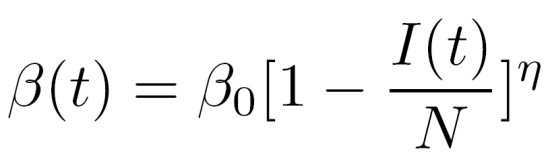 β(t) = β₀[1 − I(t)/N]^η